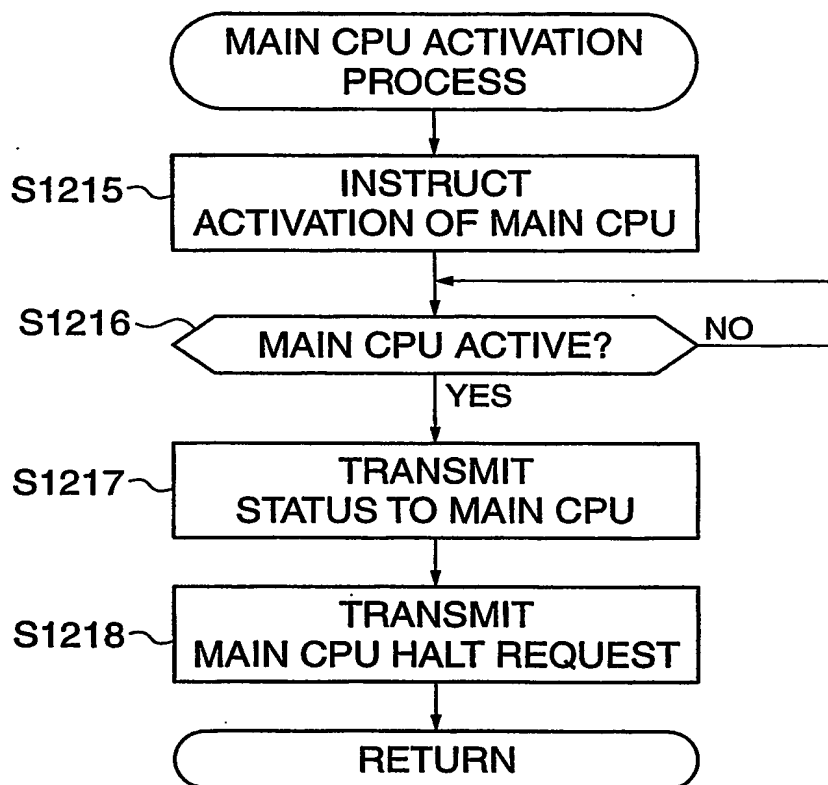 MAIN CPU ACTIVATION
PROCESS
S1215
INSTRUCT
ACTIVATION OF MAIN CPU
S1216
MAIN CPU ACTIVE?
NO
YES
S1217
TRANSMIT
STATUS TO MAIN CPU
S1218
TRANSMIT
MAIN CPU HALT REQUEST
RETURN